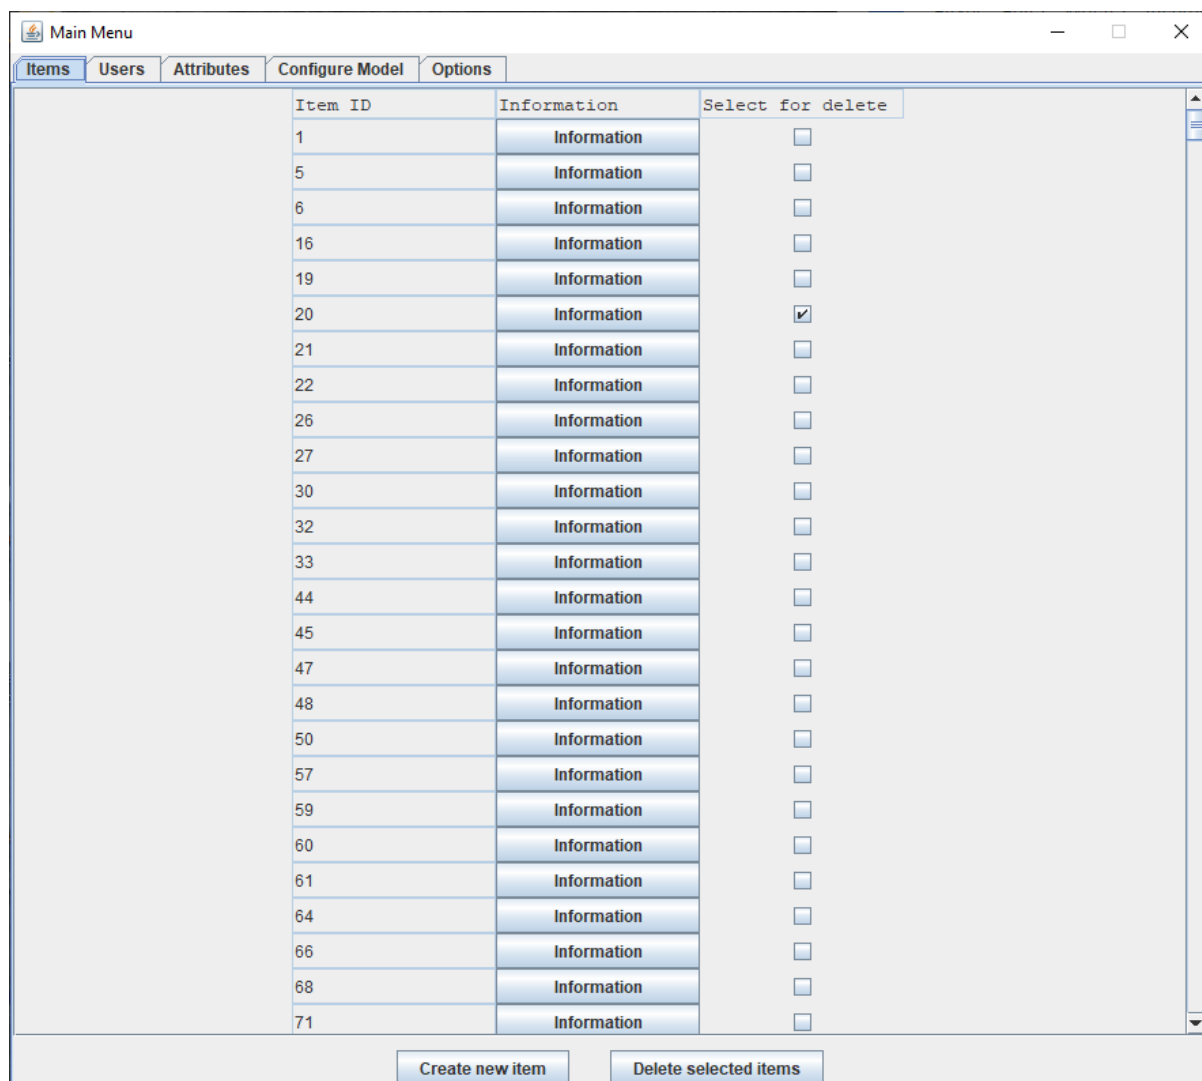 Main Menu
Items Users Attributes Configure Model Options
Item ID Information Select for delete
1 Information
5 Information
6 Information
16 Information
19 Information
20 Information
21 Information
22 Information
26 Information
27 Information
30 Information
32 Information
33 Information
44 Information
45 Information
47 Information
48 Information
50 Information
57 Information
59 Information
60 Information
61 Information
64 Information
66 Information
68 Information
71 Information
Create new item Delete selected items